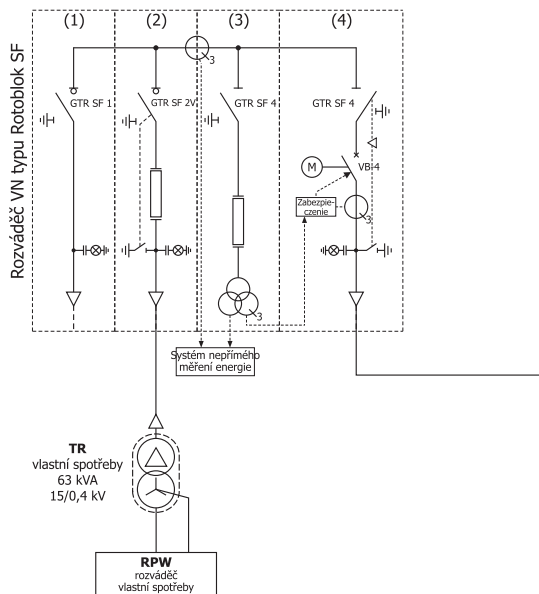 Rozváděč VN typu Rotoblok SF
(1)
(2)
(3)
(4)
3
GTR SF 1
GTR SF 2V
GTR SF 4
GTR SF 4
M
VB-4
Zabezpie-
czenie
3
3
Systém nepřímého
měření energie
TR
vlastní spotřeby
63 kVA
15/0,4 kV
RPW
rozváděč
vlastní spotřeby